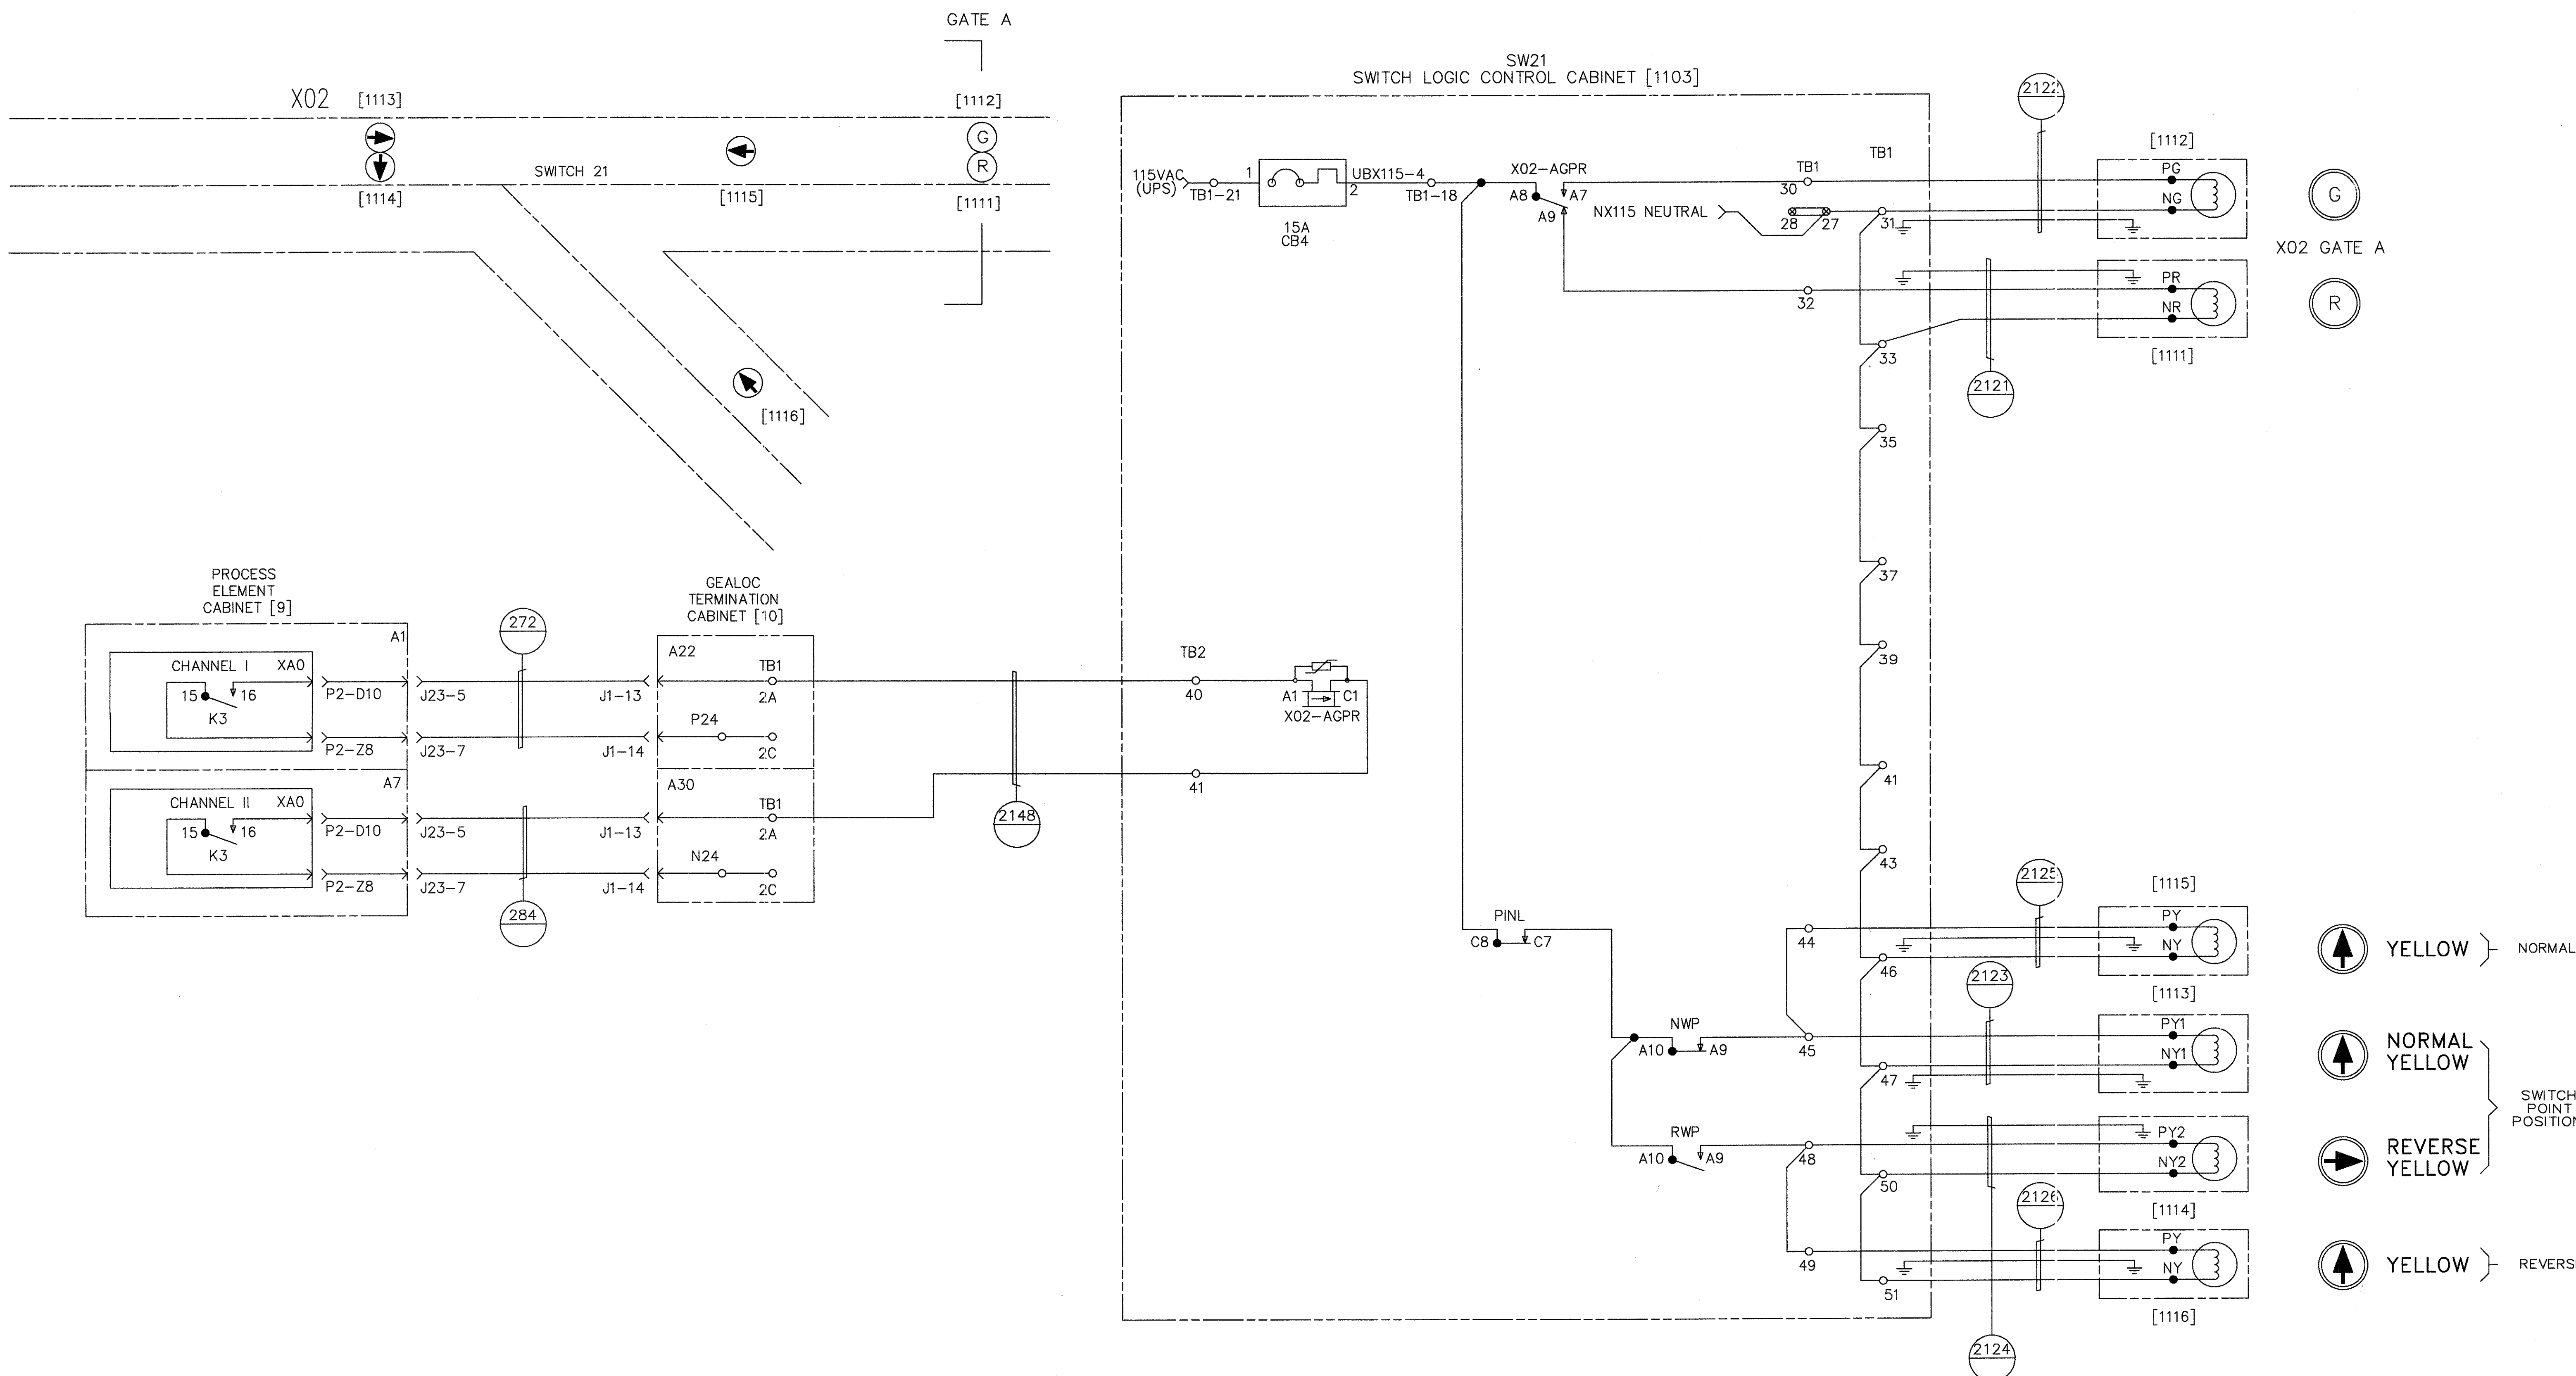 GATE A
X02
[1113]
[1112]
G
R
SWITCH 21
[1114]
[1115]
[1111]
[1116]
SW21
SWITCH LOGIC CONTROL CABINET [1103]
115VAC
(UPS)
TB1-21
1
2
15A
CB4
UBX115-4
TB1-18
X02-AGPR
A8
A7
A9
NX115 NEUTRAL
TB1
30
28
27
TB1
31
32
33
35
37
39
41
43
2122
[1112]
PG
NG
G
X02 GATE A
PR
NR
R
[1111]
2121
PROCESS
ELEMENT
CABINET [9]
A1
CHANNEL I
XA0
15
16
K3
P2-D10
P2-Z8
J23-5
J23-7
272
A7
CHANNEL II
XA0
15
16
K3
P2-D10
P2-Z8
J23-5
J23-7
284
GEALOC
TERMINATION
CABINET [10]
A22
TB1
J1-13
2A
P24
J1-14
2C
A30
TB1
J1-13
2A
N24
J1-14
2C
2148
TB2
40
41
A1
C1
X02-AGPR
PINL
C8
C7
NWP
A10
A9
RWP
A10
A9
44
46
45
47
48
50
49
51
2125
[1115]
PY
NY
YELLOW
NORMAL
2123
[1113]
PY1
NY1
NORMAL
YELLOW
SWITCH
POINT
POSITION
PY2
NY2
REVERSE
YELLOW
[1114]
2126
PY
NY
YELLOW
[1116]
2124